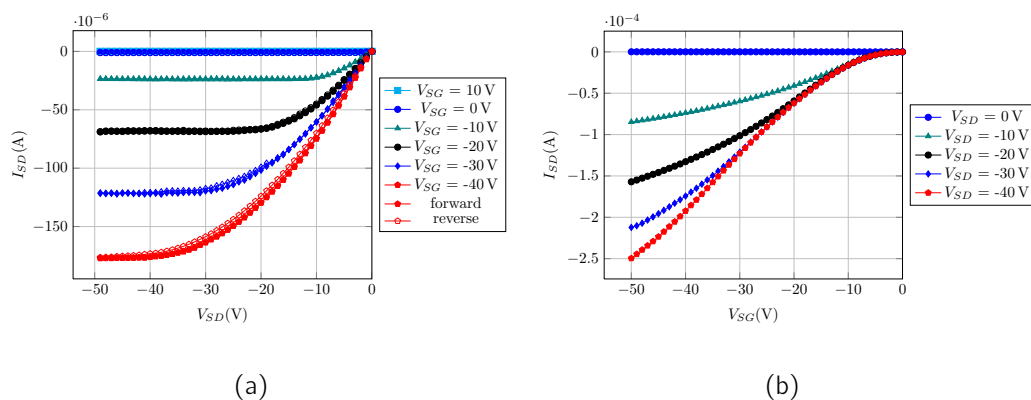 ·10⁻⁶
0
−50
−100
−150
I_SD(A)
−50 −40 −30 −20 −10 0
V_SD(V)
V_SG = 10 V
V_SG = 0 V
V_SG = -10 V
V_SG = -20 V
V_SG = -30 V
V_SG = -40 V
forward
reverse
(a)
·10⁻⁴
0
−0.5
−1
−1.5
−2
−2.5
I_SD(A)
−50 −40 −30 −20 −10 0
V_SG(V)
V_SD = 0 V
V_SD = -10 V
V_SD = -20 V
V_SD = -30 V
V_SD = -40 V
(b)